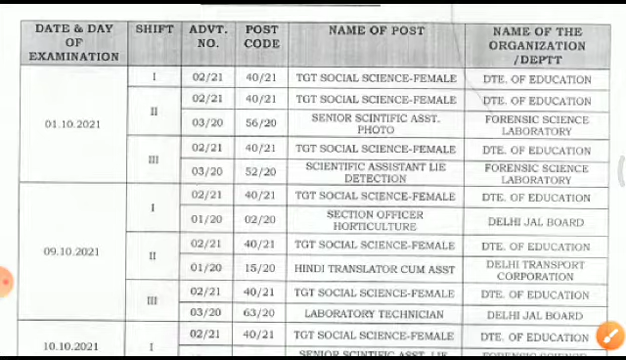 DATE & DAY OF EXAMINATION SHIFT ADVT. NO. POST CODE NAME OF POST NAME OF THE ORGANIZATION /DEPTT
01.10.2021 I 02/21 40/21 TGT SOCIAL SCIENCE-FEMALE DTE. OF EDUCATION
II 02/21 40/21 TGT SOCIAL SCIENCE-FEMALE DTE. OF EDUCATION
03/20 56/20 SENIOR SCINTIFIC ASST. PHOTO FORENSIC SCIENCE LABORATORY
III 02/21 40/21 TGT SOCIAL SCIENCE-FEMALE DTE. OF EDUCATION
03/20 52/20 SCIENTIFIC ASSISTANT LIE DETECTION FORENSIC SCIENCE LABORATORY
09.10.2021 I 02/21 40/21 TGT SOCIAL SCIENCE-FEMALE DTE. OF EDUCATION
01/20 02/20 SECTION OFFICER HORTICULTURE DELHI JAL BOARD
II 02/21 40/21 TGT SOCIAL SCIENCE-FEMALE DTE. OF EDUCATION
01/20 15/20 HINDI TRANSLATOR CUM ASST DELHI TRANSPORT CORPORATION
III 02/21 40/21 TGT SOCIAL SCIENCE-FEMALE DTE. OF EDUCATION
03/20 63/20 LABORATORY TECHNICIAN DELHI JAL BOARD
10.10.2021 I 02/21 40/21 TGT SOCIAL SCIENCE-FEMALE DTE. OF EDUCATION
SENIOR SCINTIFIC ASST. LIE FORENSIC SCIENCE